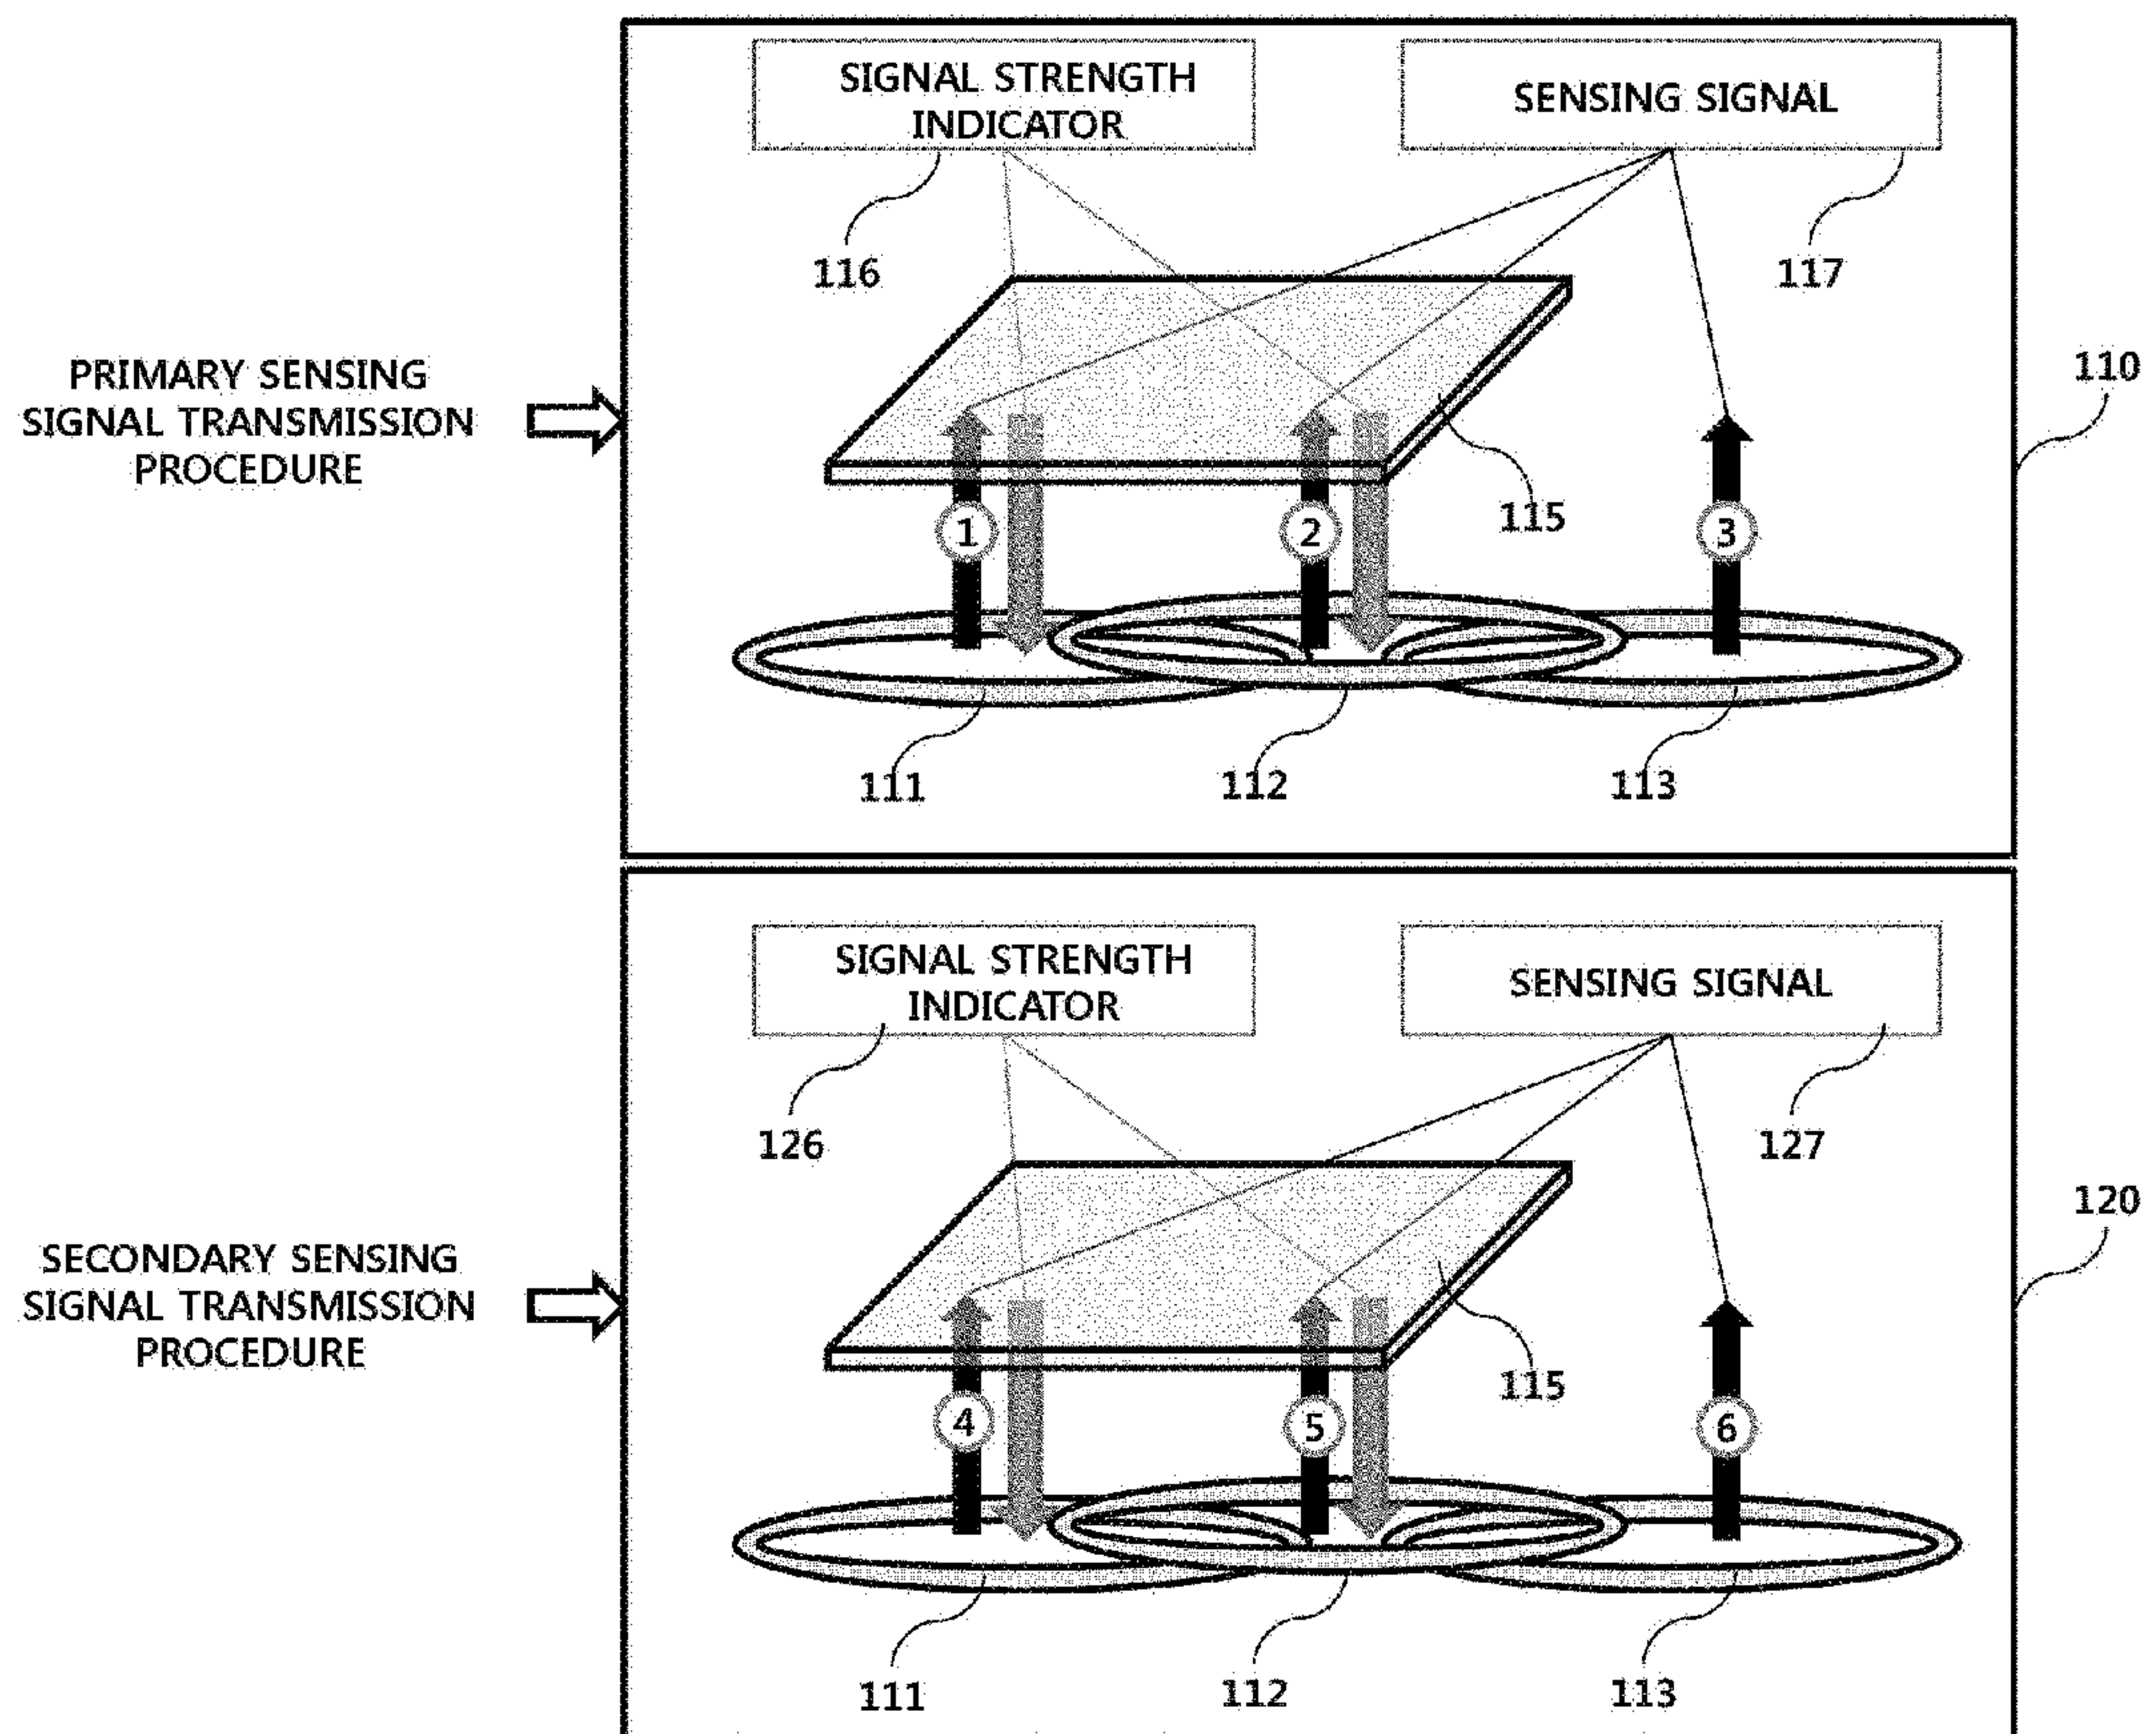 SIGNAL STRENGTH
INDICATOR
SENSING SIGNAL
116
117
PRIMARY SENSING
SIGNAL TRANSMISSION
PROCEDURE
110
115
1
2
3
111
112
113
SIGNAL STRENGTH
INDICATOR
SENSING SIGNAL
126
127
SECONDARY SENSING
SIGNAL TRANSMISSION
PROCEDURE
120
115
4
5
6
111
112
113